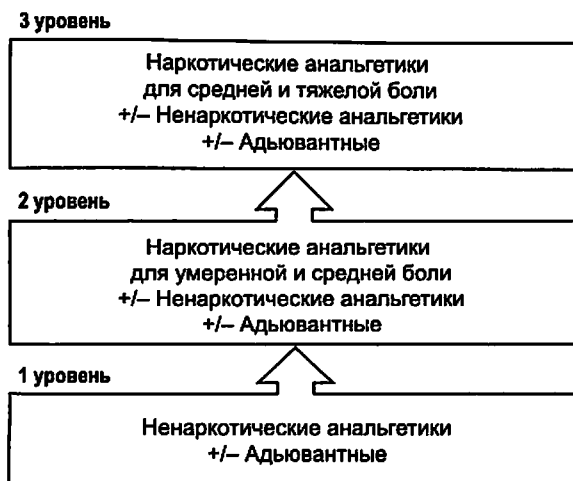 3 уровень
Наркотические анальгетики
для средней и тяжелой боли
+/– Ненаркотические анальгетики
+/– Адьювантные
2 уровень
Наркотические анальгетики
для умеренной и средней боли
+/– Ненаркотические анальгетики
+/– Адьювантные
1 уровень
Ненаркотические анальгетики
+/– Адьювантные